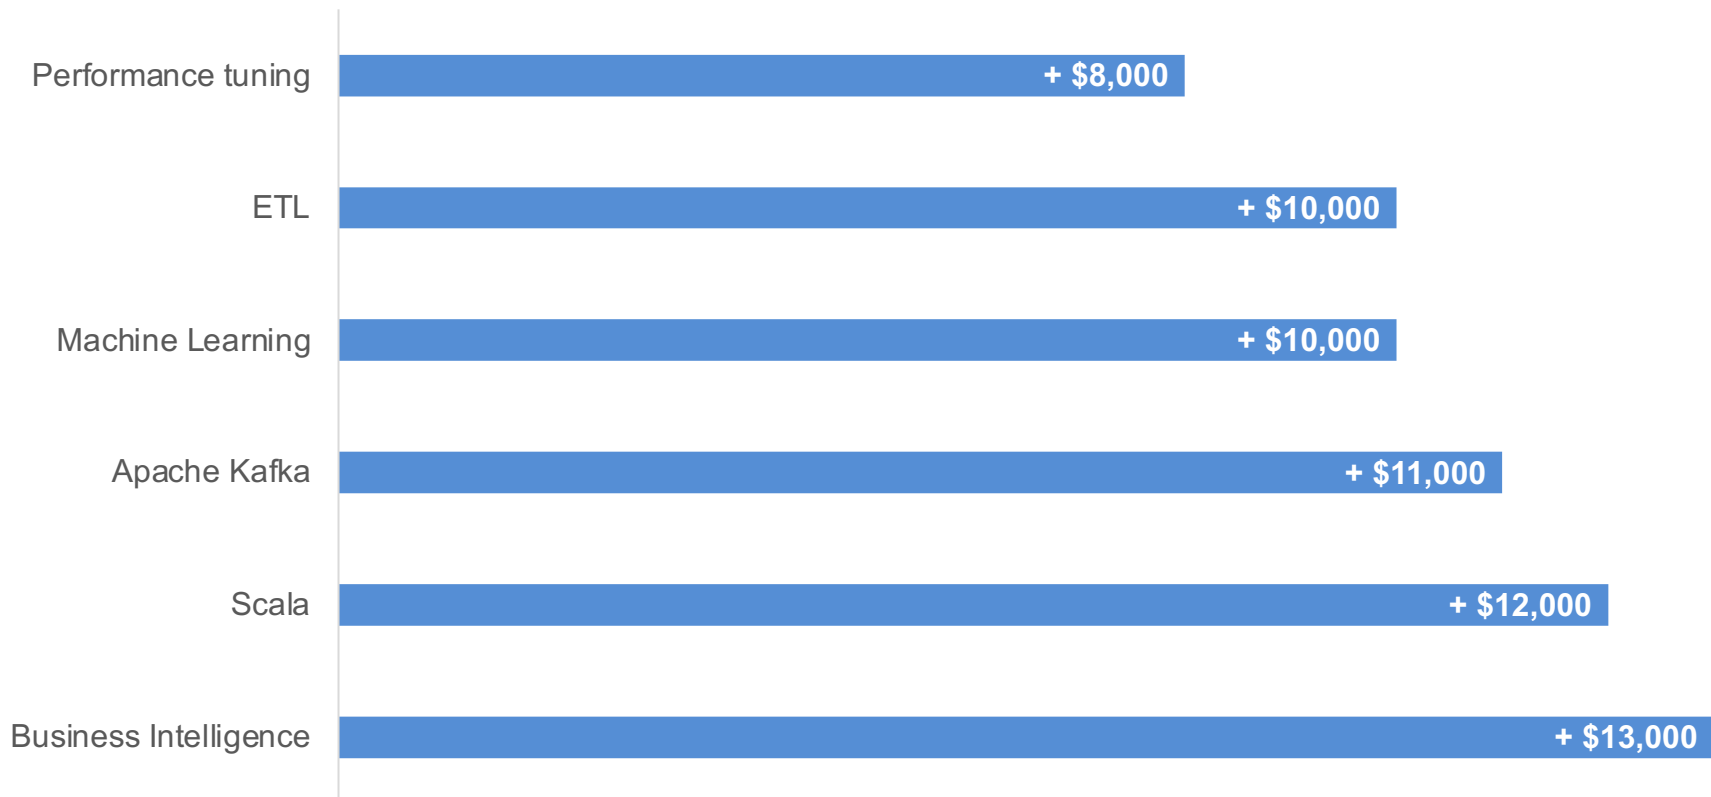 Performance tuning + $8,000
ETL + $10,000
Machine Learning + $10,000
Apache Kafka + $11,000
Scala + $12,000
Business Intelligence + $13,000